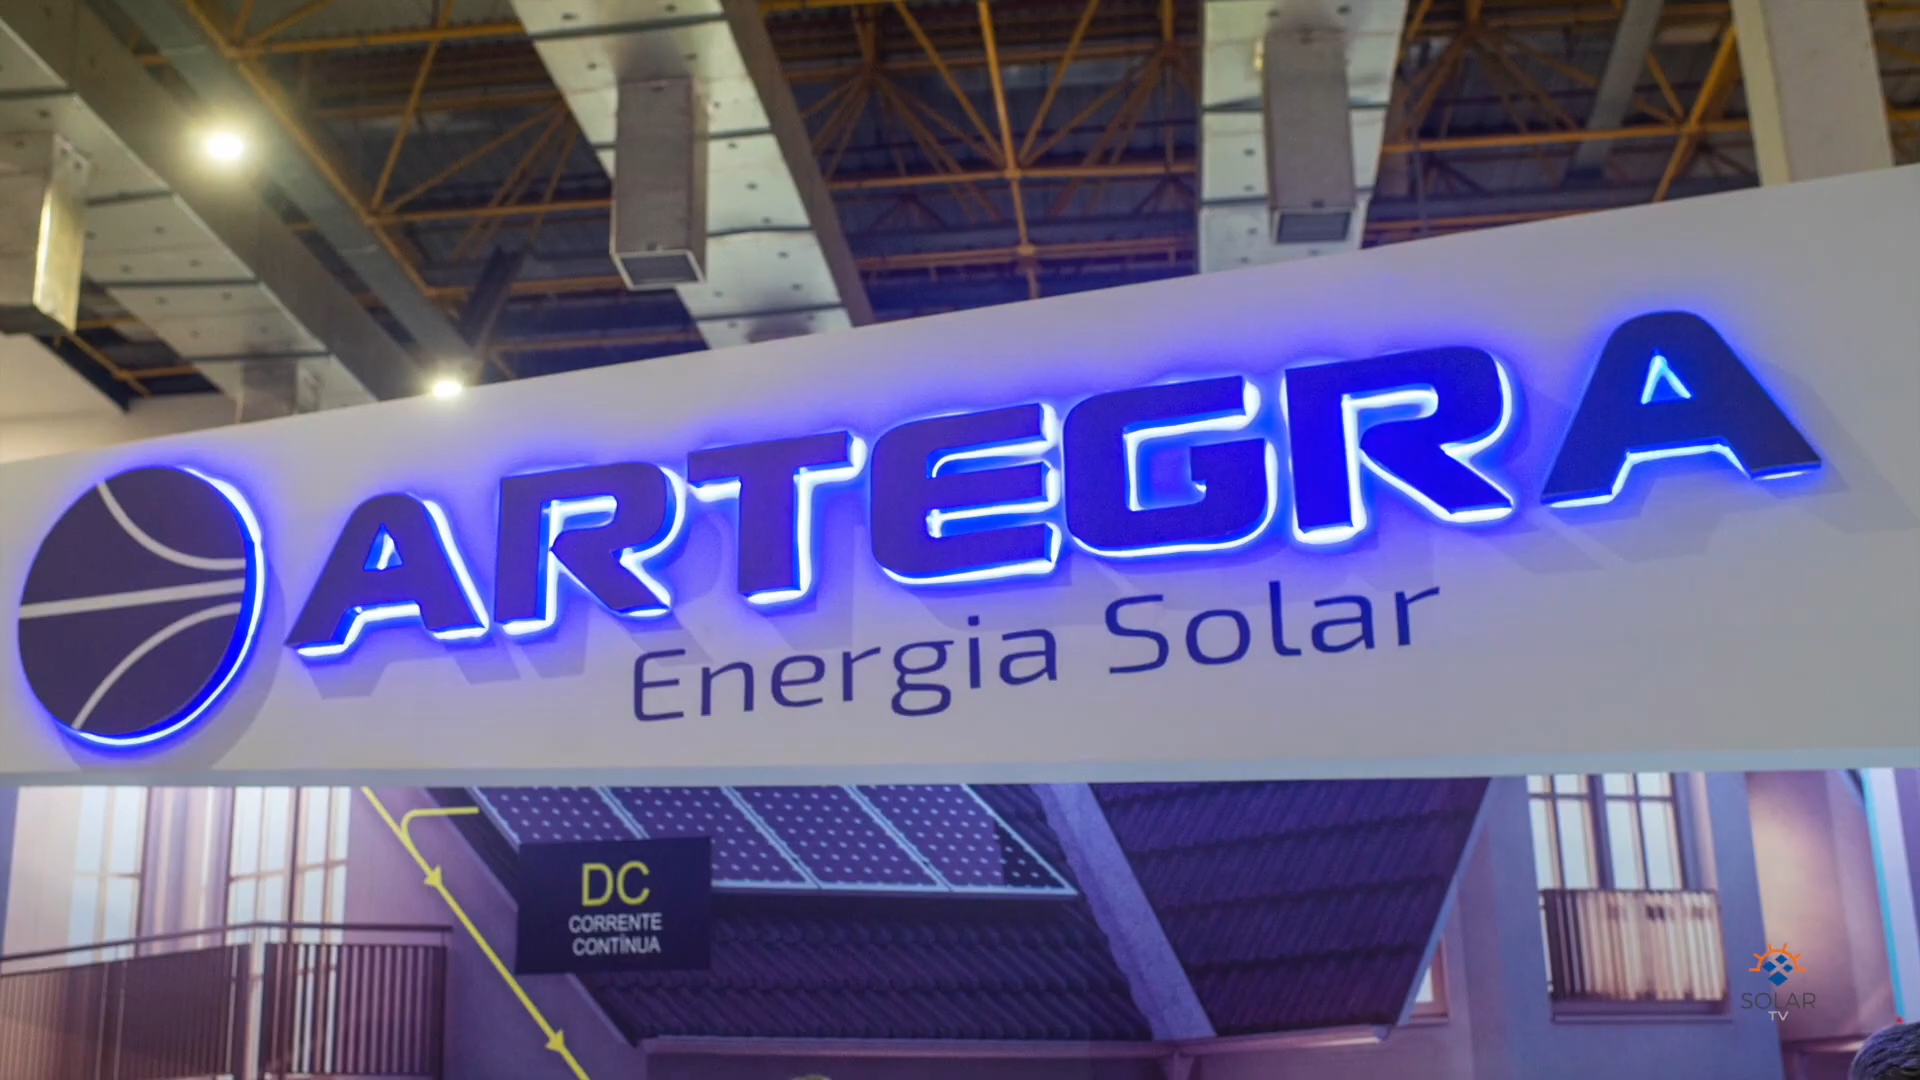 ARTEGRA
Energia Solar
DC
CORRENTE
CONTÍNUA
SOLAR
TV